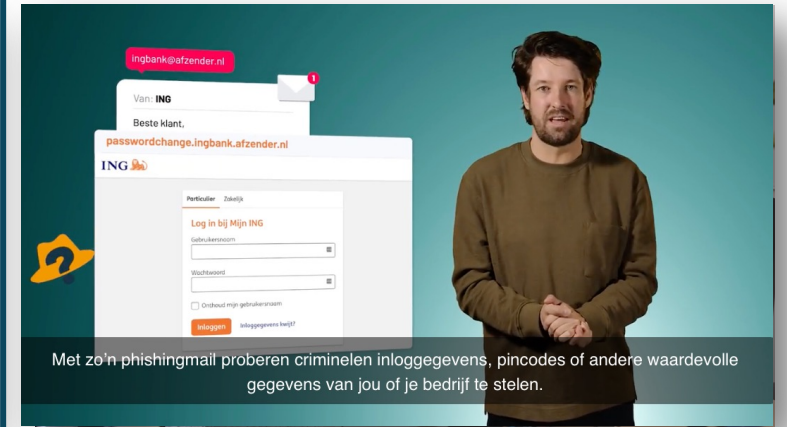 ingbank@afzender.nl
1
Van: ING
Beste klant,
passwordchange.ingbank.afzender.nl
ING
Particulier Zakelijk
Log in bij Mijn ING
Gebruikersnaam
Wachtwoord
Onthoud mijn gebruikersnaam
Inloggen Inloggegevens kwijt?
?
Met zo'n phishingmail proberen criminelen inloggegevens, pincodes of andere waardevolle
gegevens van jou of je bedrijf te stelen.